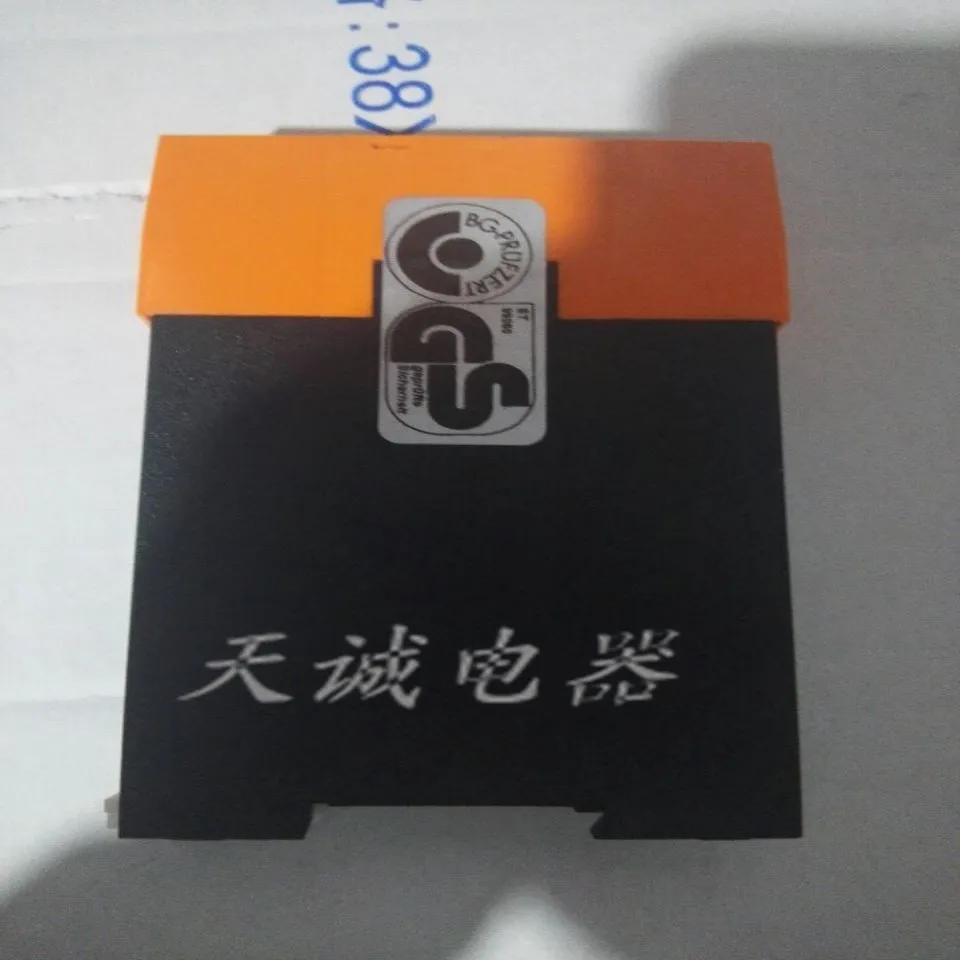 :38)
BG-PRÜFZERT
GS
geprüfte
Sicherheit
天诚电器